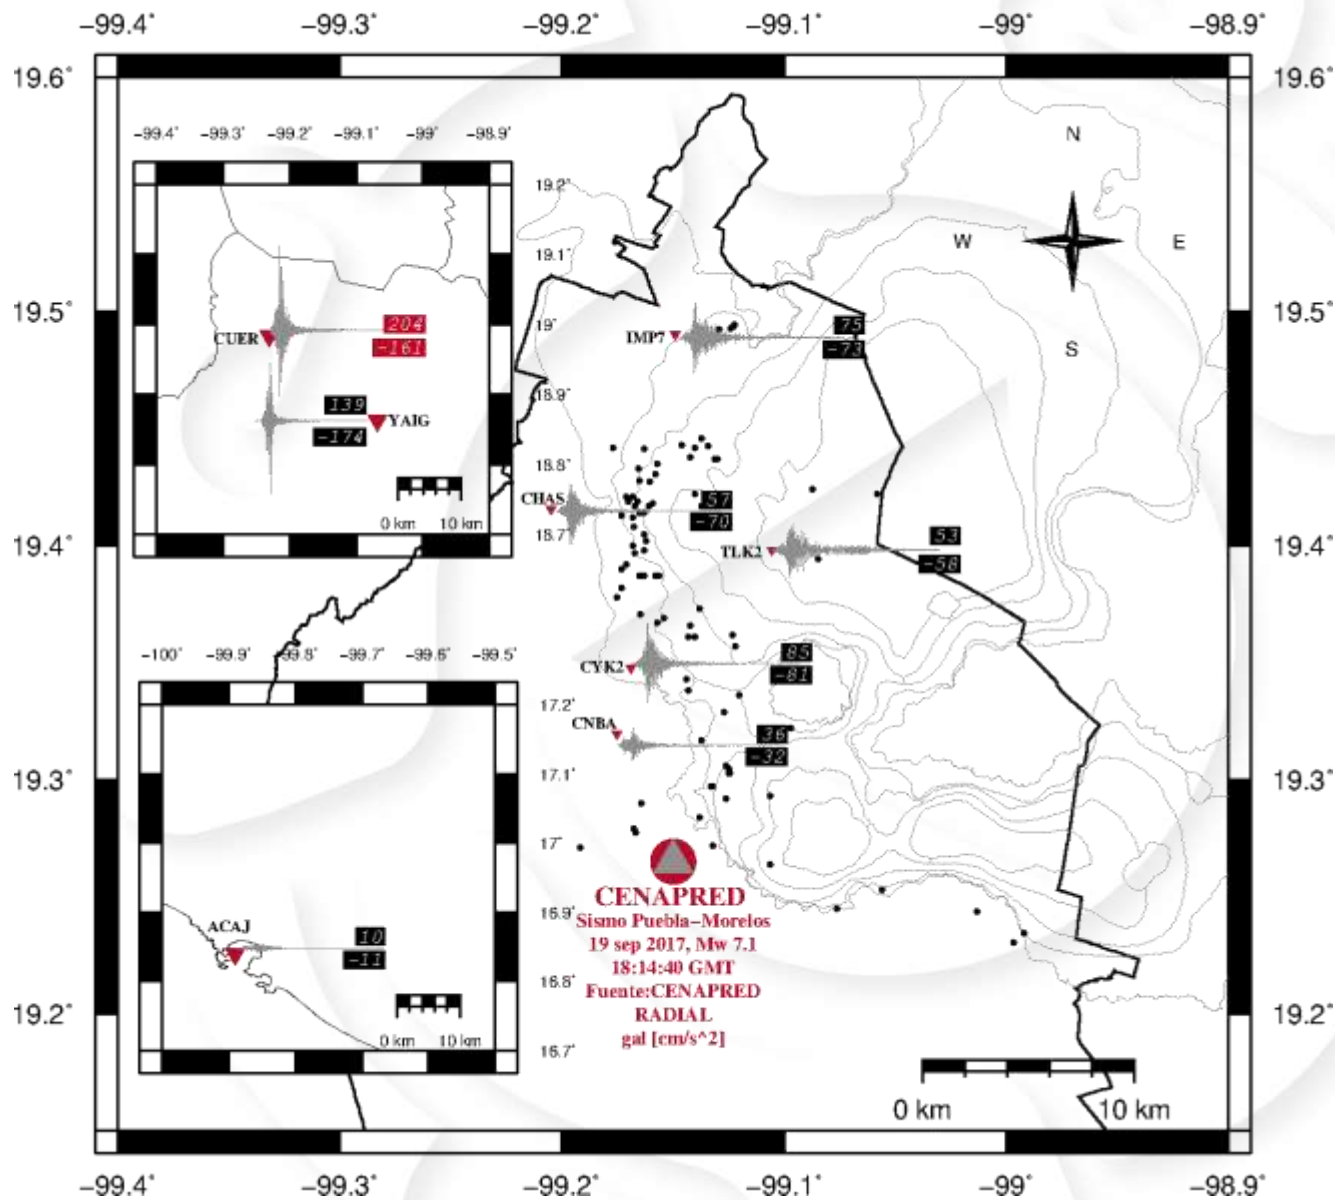 −99.4° −99.3° −99.2° −99.1° −99° −98.9°
19.6° 19.6°
−99.4° −99.3° −99.2° −99.1° −99° −98.9°
N
19.2°
W E
19.1°
19.5° 19.5°
CUER 204
−161
19°
IMP7 75
−73
S
139
−174 YAIG
18.9°
18.8°
CHAS 57
−70
0 km 10 km
18.7°
TLK2 53
−58
19.4° 19.4°
−100° −99.9° −99.8° −99.7° −99.6° −99.5°
CYK2 85
−81
17.2°
CNBA 36
−32
17.1°
19.3° 19.3°
17°
CENAPRED
16.9°
Sismo Puebla−Morelos
19 sep 2017, Mw 7.1
18:14:40 GMT
16.8°
Fuente:CENAPRED
RADIAL
gal [cm/s^2]
16.7°
ACAJ 10
−11
0 km 10 km
19.2° 19.2°
0 km 10 km
−99.4° −99.3° −99.2° −99.1° −99° −98.9°